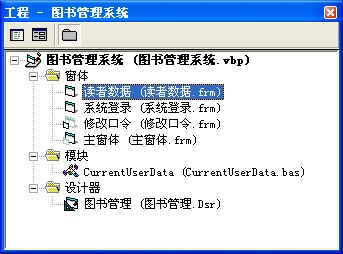 工程 - 图书管理系统
图书管理系统 (图书管理系统.vbp)
窗体
读者数据 (读者数据.frm)
系统登录 (系统登录.frm)
修改口令 (修改口令.frm)
主窗体 (主窗体.frm)
模块
CurrentUserData (CurrentUserData.bas)
设计器
图书管理 (图书管理.Dsr)